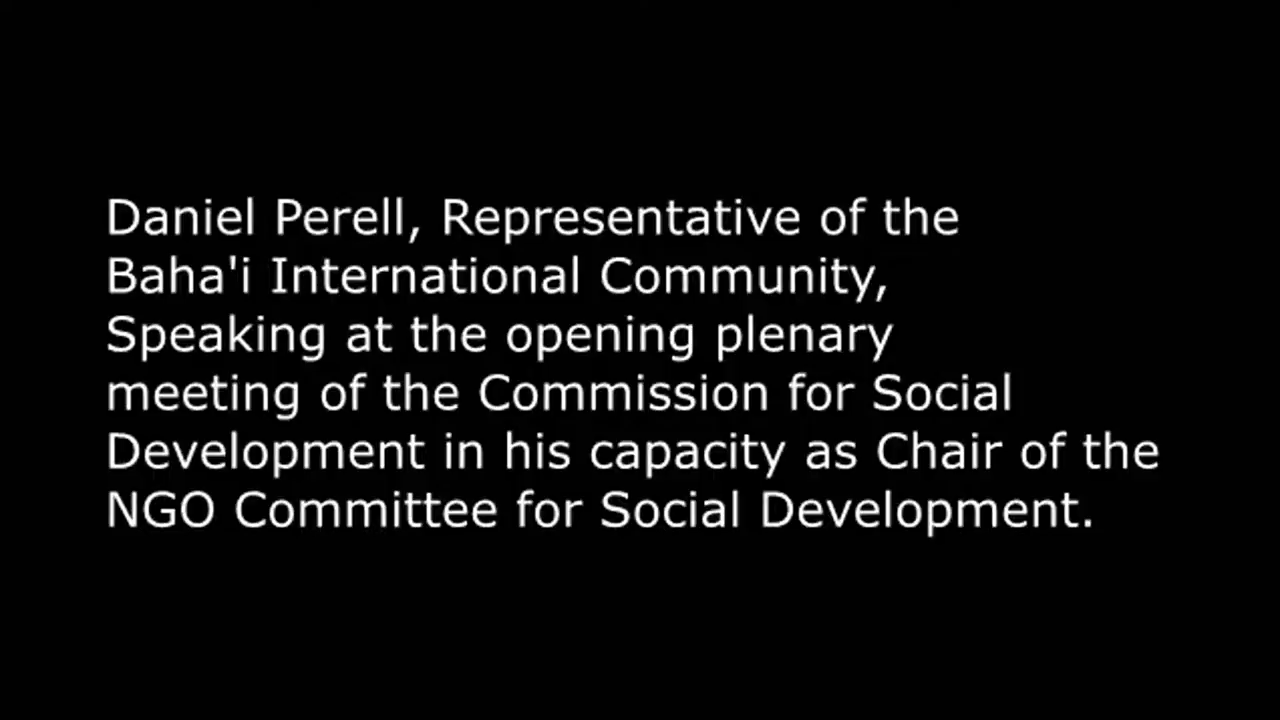 Daniel Perell, Representative of the
Baha'i International Community,
Speaking at the opening plenary
meeting of the Commission for Social
Development in his capacity as Chair of the
NGO Committee for Social Development.